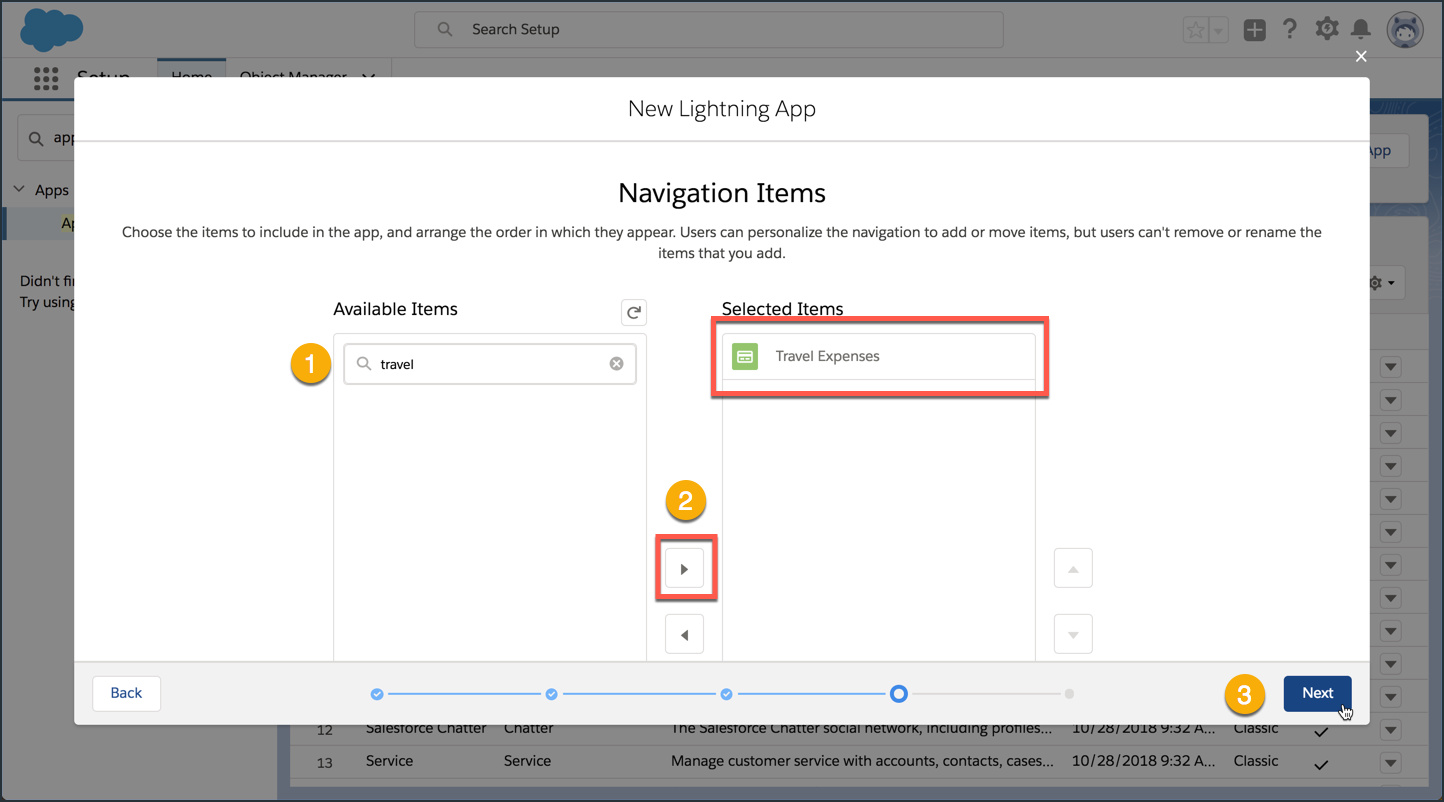 Search Setup
Setup
Home
Object Manager
New Lightning App
app
App
Apps
Ap
Navigation Items
Choose the items to include in the app, and arrange the order in which they appear. Users can personalize the navigation to add or move items, but users can't remove or rename the
items that you add.
Didn't fi
Try using
Available Items
Selected Items
1
travel
Travel Expenses
2
Back
3
Next
12 Salesforce Chatter Chatter The Salesforce Chatter social network, including profiles... 10/28/2018 9:32 A... Classic
13 Service Service Manage customer service with accounts, contacts, cases... 10/28/2018 9:32 A... Classic